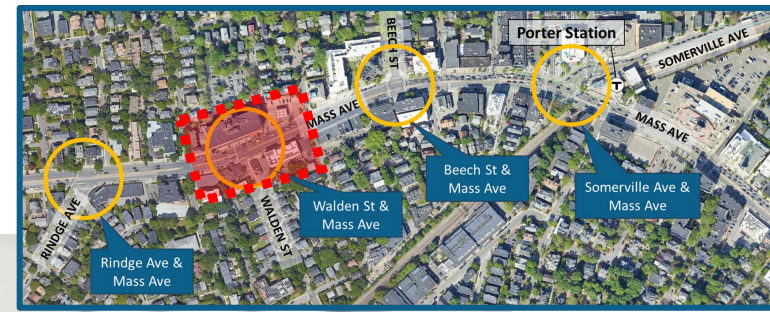 Porter Station
T
SOMERVILLE AVE
BEECH ST
MASS AVE
MASS AVE
WALDEN ST
RINDGE AVE
Beech St &
Mass Ave
Somerville Ave &
Mass Ave
Walden St &
Mass Ave
Rindge Ave &
Mass Ave